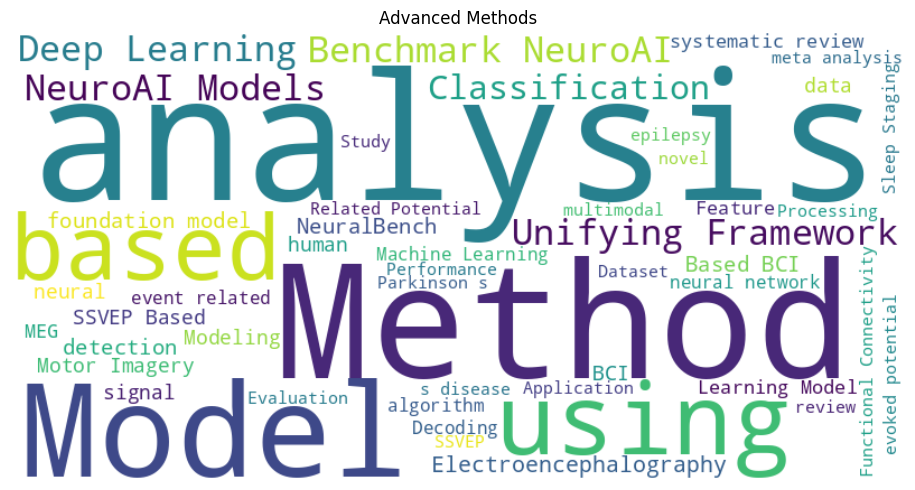 Advanced Methods
Deep Learning
Benchmark NeuroAI
systematic review
meta analysis
NeuroAI Models
Classification
data
analysis
Study
epilepsy
novel
Sleep Staging
based
foundation model
Related Potential
NeuralBench
human
multimodal
Feature
Processing
Unifying Framework
Machine Learning
Performance
Parkinson s
Dataset
Based BCI
neural network
neural
event related
SSVEP Based
MEG
detection
Modeling
Motor Imagery
Method
Functional Connectivity
evoked potential
signal
Model
Evaluation
s disease
Application
BCI
Learning Model
algorithm
review
Decoding
SSVEP
using
Electroencephalography